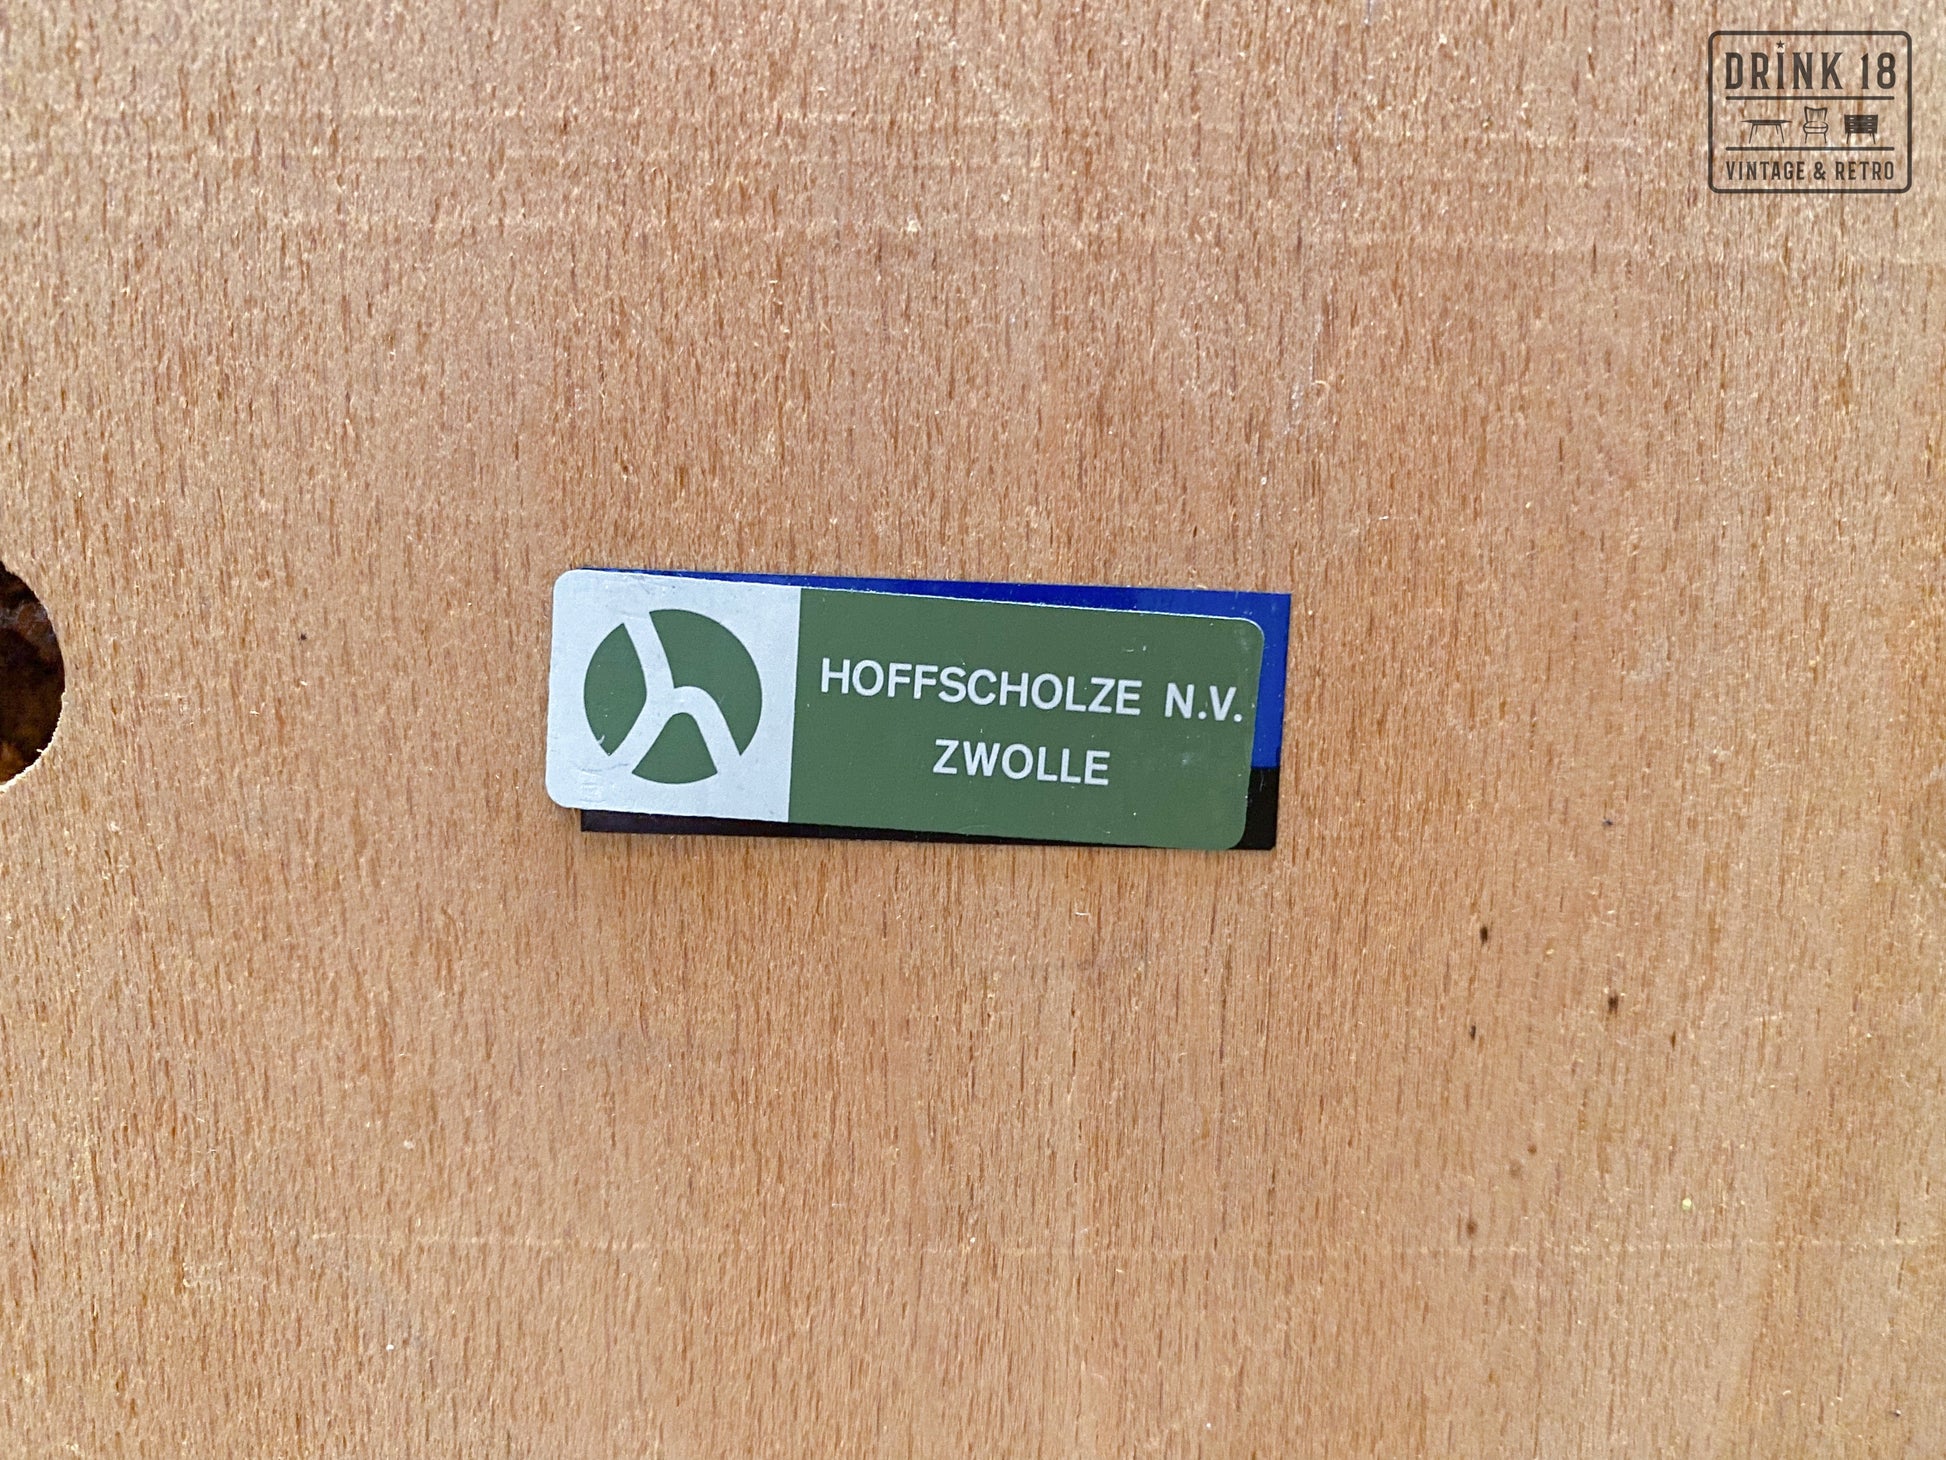 DRINK 18
VINTAGE & RETRO
HOFFSCHOLZE N.V.
ZWOLLE